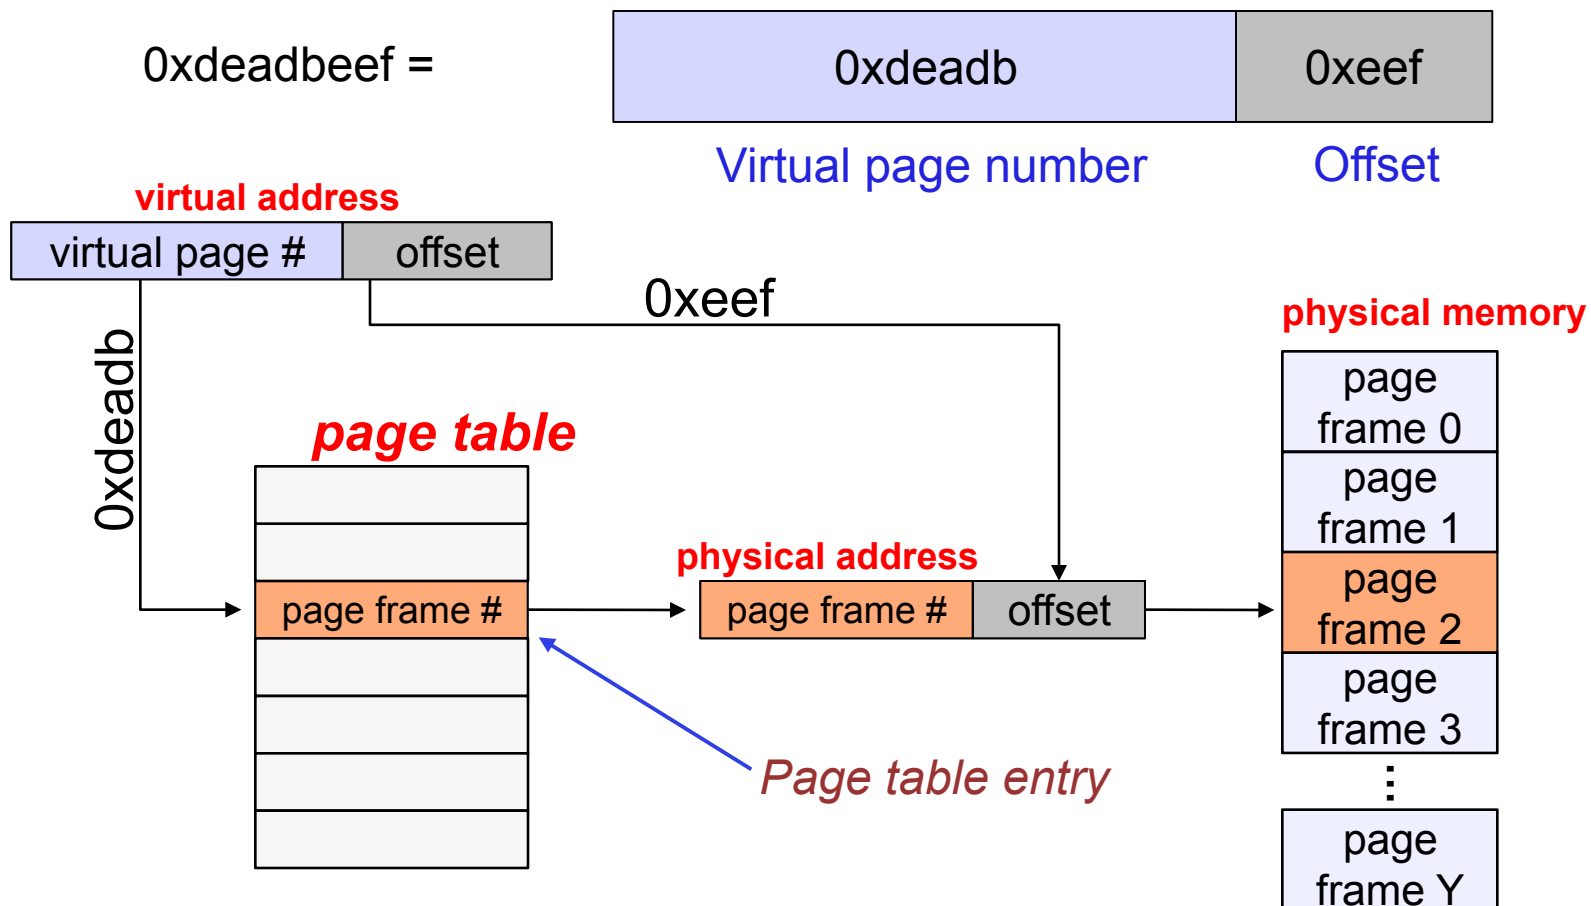 0xdeadbeef =
0xdeadb
0xeef
Virtual page number
Offset
virtual address
virtual page #
offset
0xeef
0xdeadb
physical memory
page table
page frame #
physical address
page frame #
offset
Page table entry
page
frame 0
page
frame 1
page
frame 2
page
frame 3
...
page
frame Y